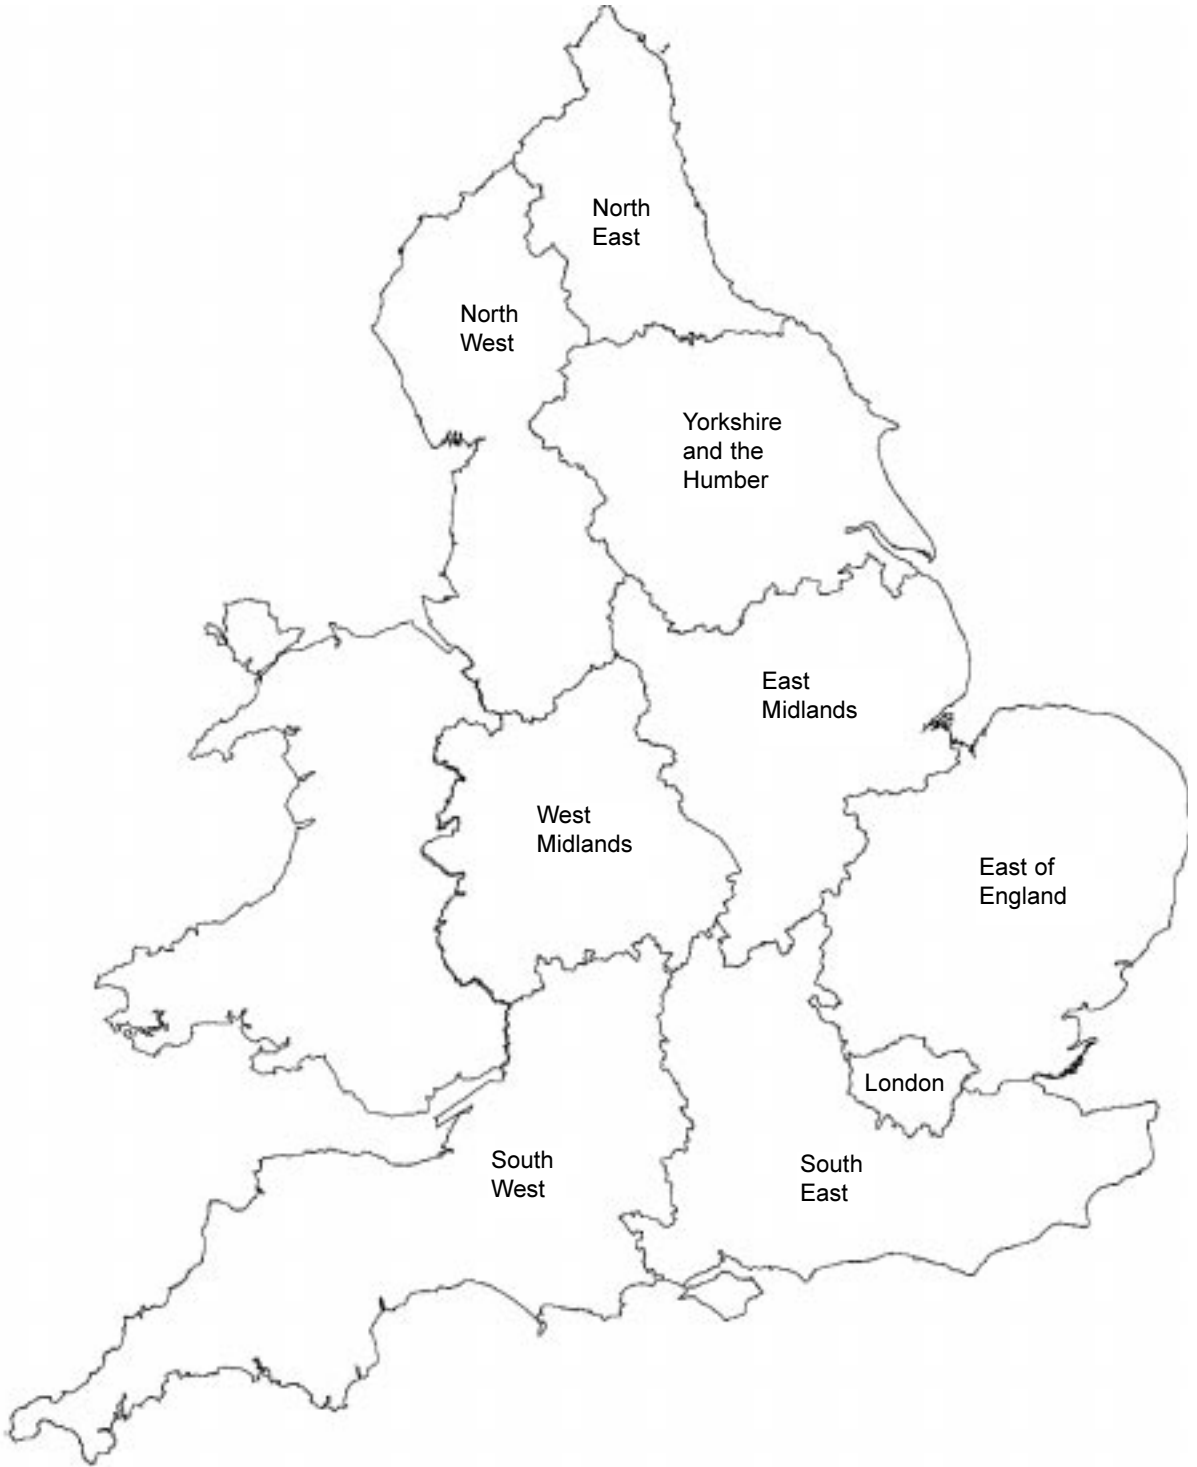 North
East
North
West
Yorkshire
and the
Humber
East
Midlands
West
Midlands
East of
England
London
South
West
South
East